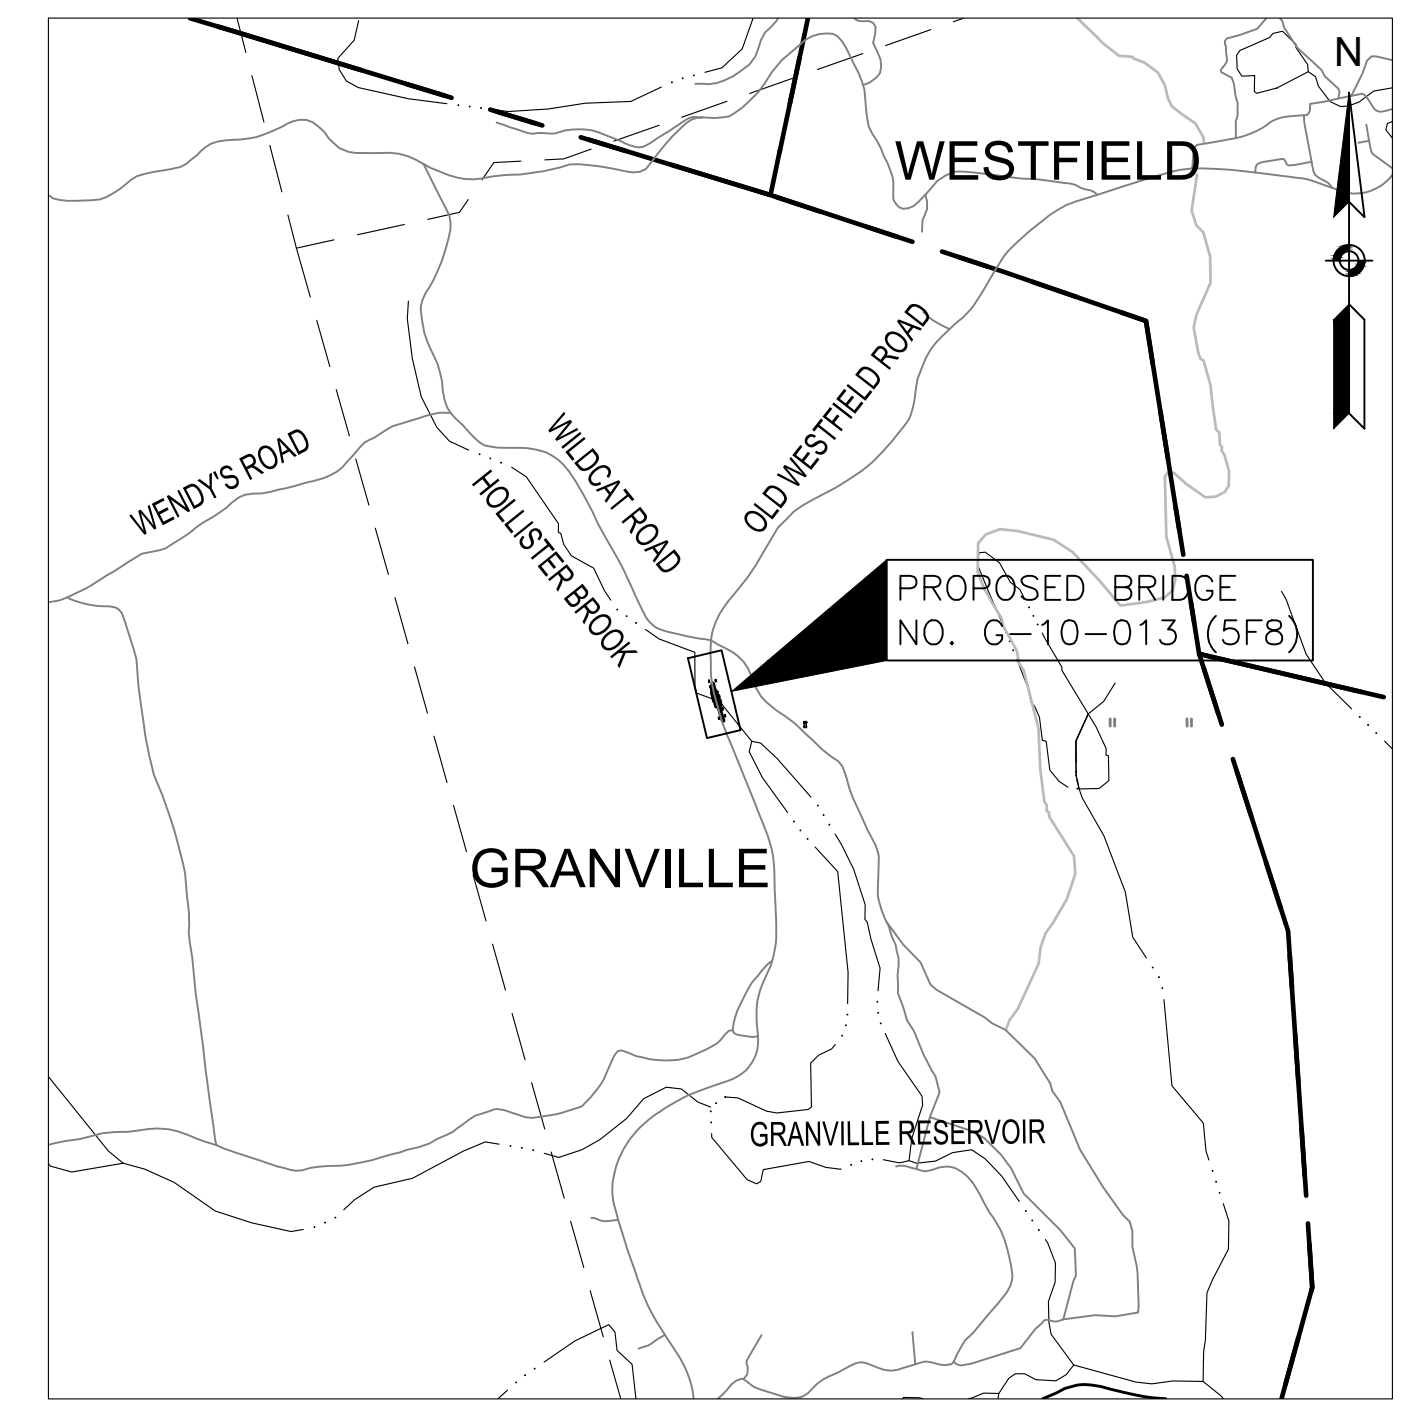 N
WESTFIELD
OLD WESTFIELD ROAD
WILDCAT ROAD
WENDY'S ROAD
HOLLISTER BROOK
PROPOSED BRIDGE
NO. G-10-013 (5F8)
GRANVILLE
GRANVILLE RESERVOIR